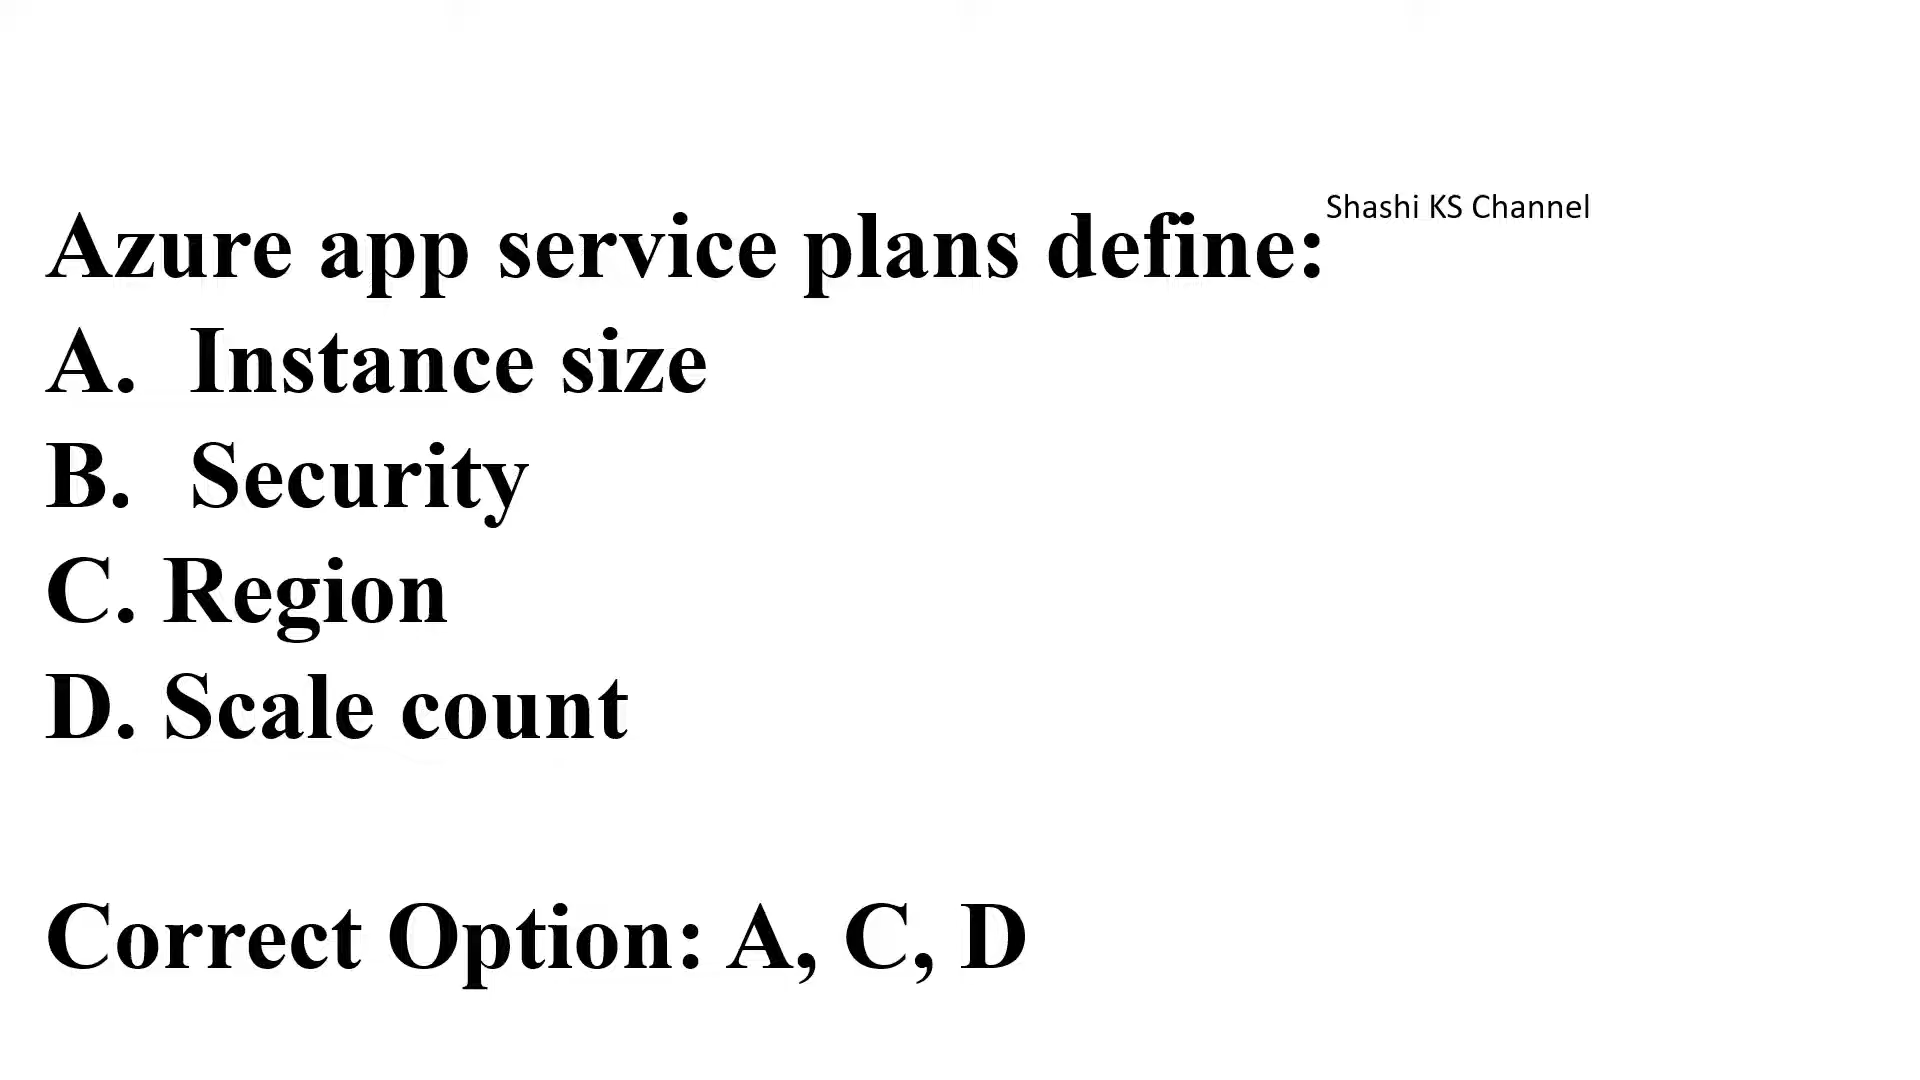 Shashi KS Channel
Azure app service plans define:
A. Instance size
B. Security
C. Region
D. Scale count
Correct Option: A, C, D